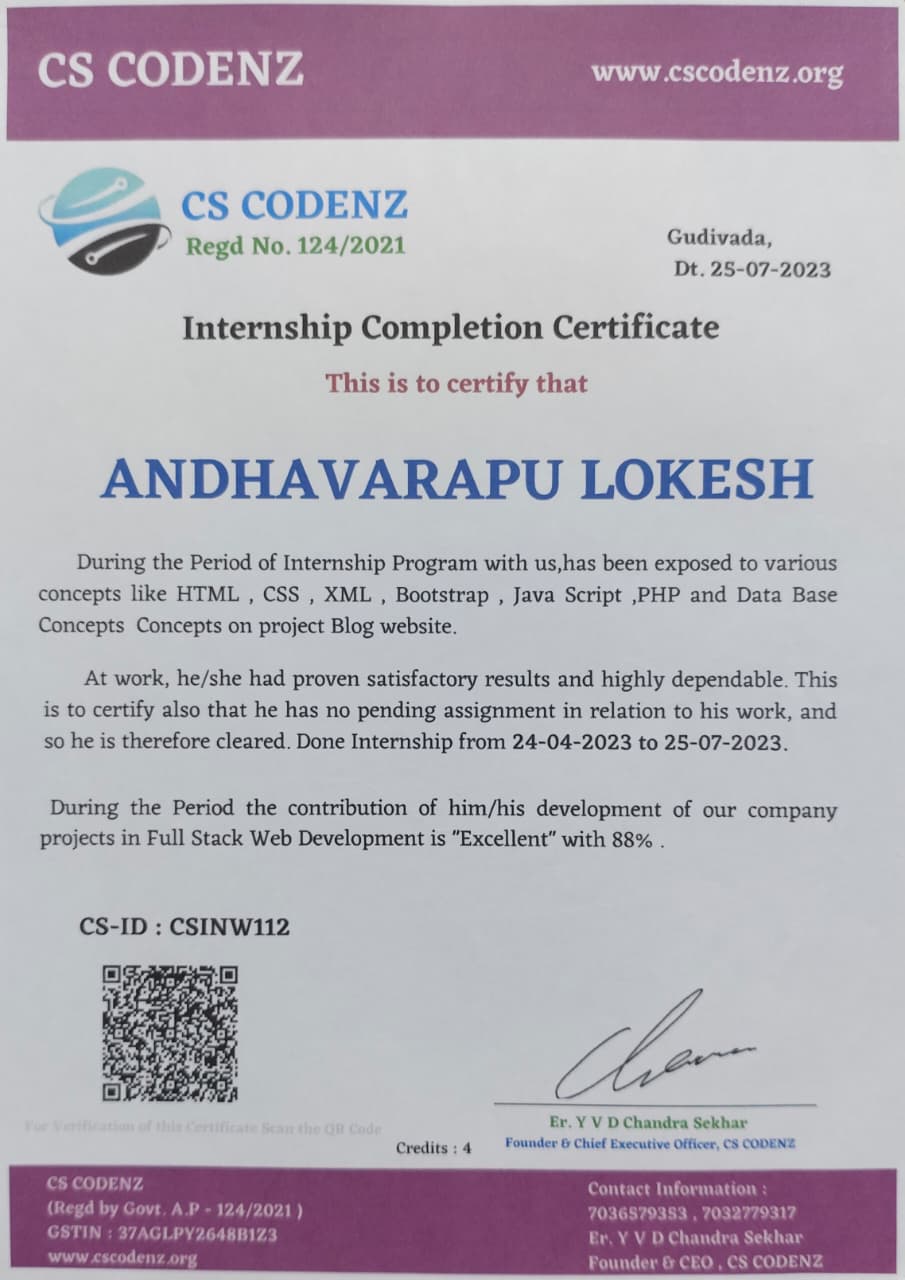 CS CODENZ
www.cscodenz.org
CS CODENZ
Regd No. 124/2021
Gudivada,
Dt. 25-07-2023
Internship Completion Certificate
This is to certify that
ANDHAVARAPU LOKESH
During the Period of Internship Program with us,has been exposed to various
concepts like HTML , CSS , XML , Bootstrap , Java Script ,PHP and Data Base
Concepts Concepts on project Blog website.
At work, he/she had proven satisfactory results and highly dependable. This
is to certify also that he has no pending assignment in relation to his work, and
so he is therefore cleared. Done Internship from 24-04-2023 to 25-07-2023.
During the Period the contribution of him/his development of our company
projects in Full Stack Web Development is "Excellent" with 88% .
CS-ID : CSINW112
For Verification of this Certificate Scan the QR Code
Credits : 4
Er. Y V D Chandra Sekhar
Founder & Chief Executive Officer, CS CODENZ
CS CODENZ
(Regd by Govt. A.P - 124/2021 )
GSTIN : 37AGLPY2648B1Z3
www.cscodenz.org
Contact Information :
7036579353 , 7032779317
Er. Y V D Chandra Sekhar
Founder & CEO , CS CODENZ